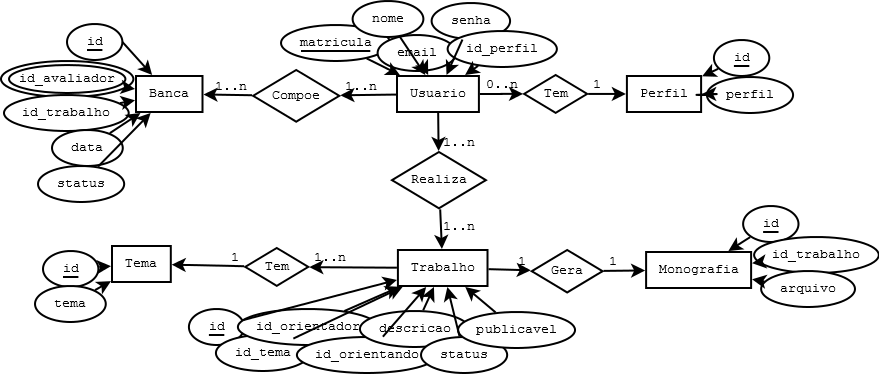 nome
senha
id
matricula
email
id_perfil
id
id_avaliador
Banca
1..n
Compoe
1..n
Usuario
0..n
Tem
1
Perfil
perfil
id_trabalho
data
1..n
status
Realiza
1..n
id
Tema
1
Tem
1..n
Trabalho
1
Gera
1
Monografia
id_trabalho
id
arquivo
tema
id
id_orientador
descricao
publicavel
id_tema
id_orientando
status